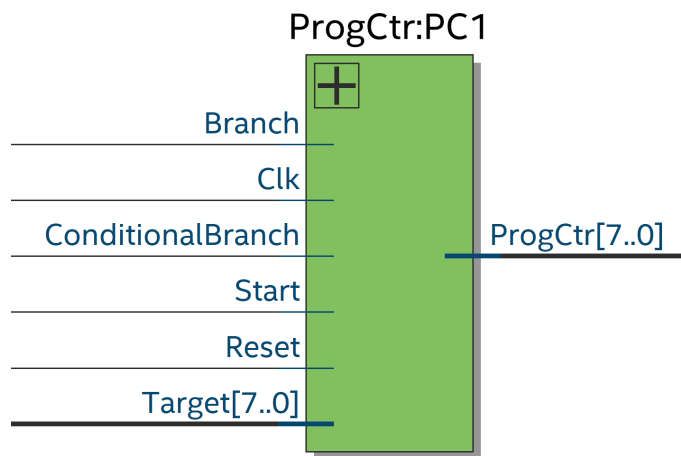 ProgCtr:PC1
Branch
Clk
ConditionalBranch
ProgCtr[7..0]
Start
Reset
Target[7..0]